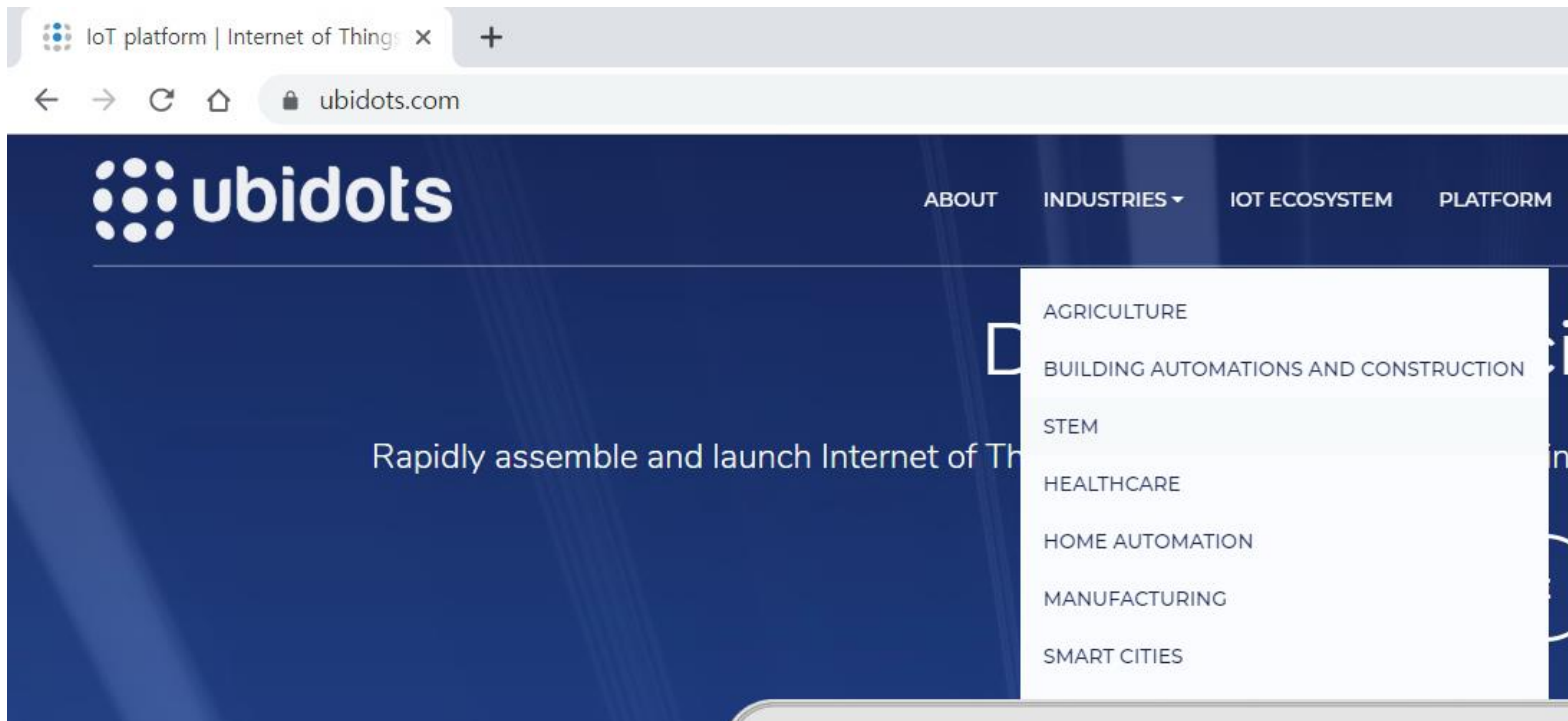 IoT platform | Internet of Things
ubidots.com
ubidots
ABOUT INDUSTRIES IOT ECOSYSTEM PLATFORM
AGRICULTURE
BUILDING AUTOMATIONS AND CONSTRUCTION
STEM
Rapidly assemble and launch Internet of Th
HEALTHCARE
HOME AUTOMATION
MANUFACTURING
SMART CITIES